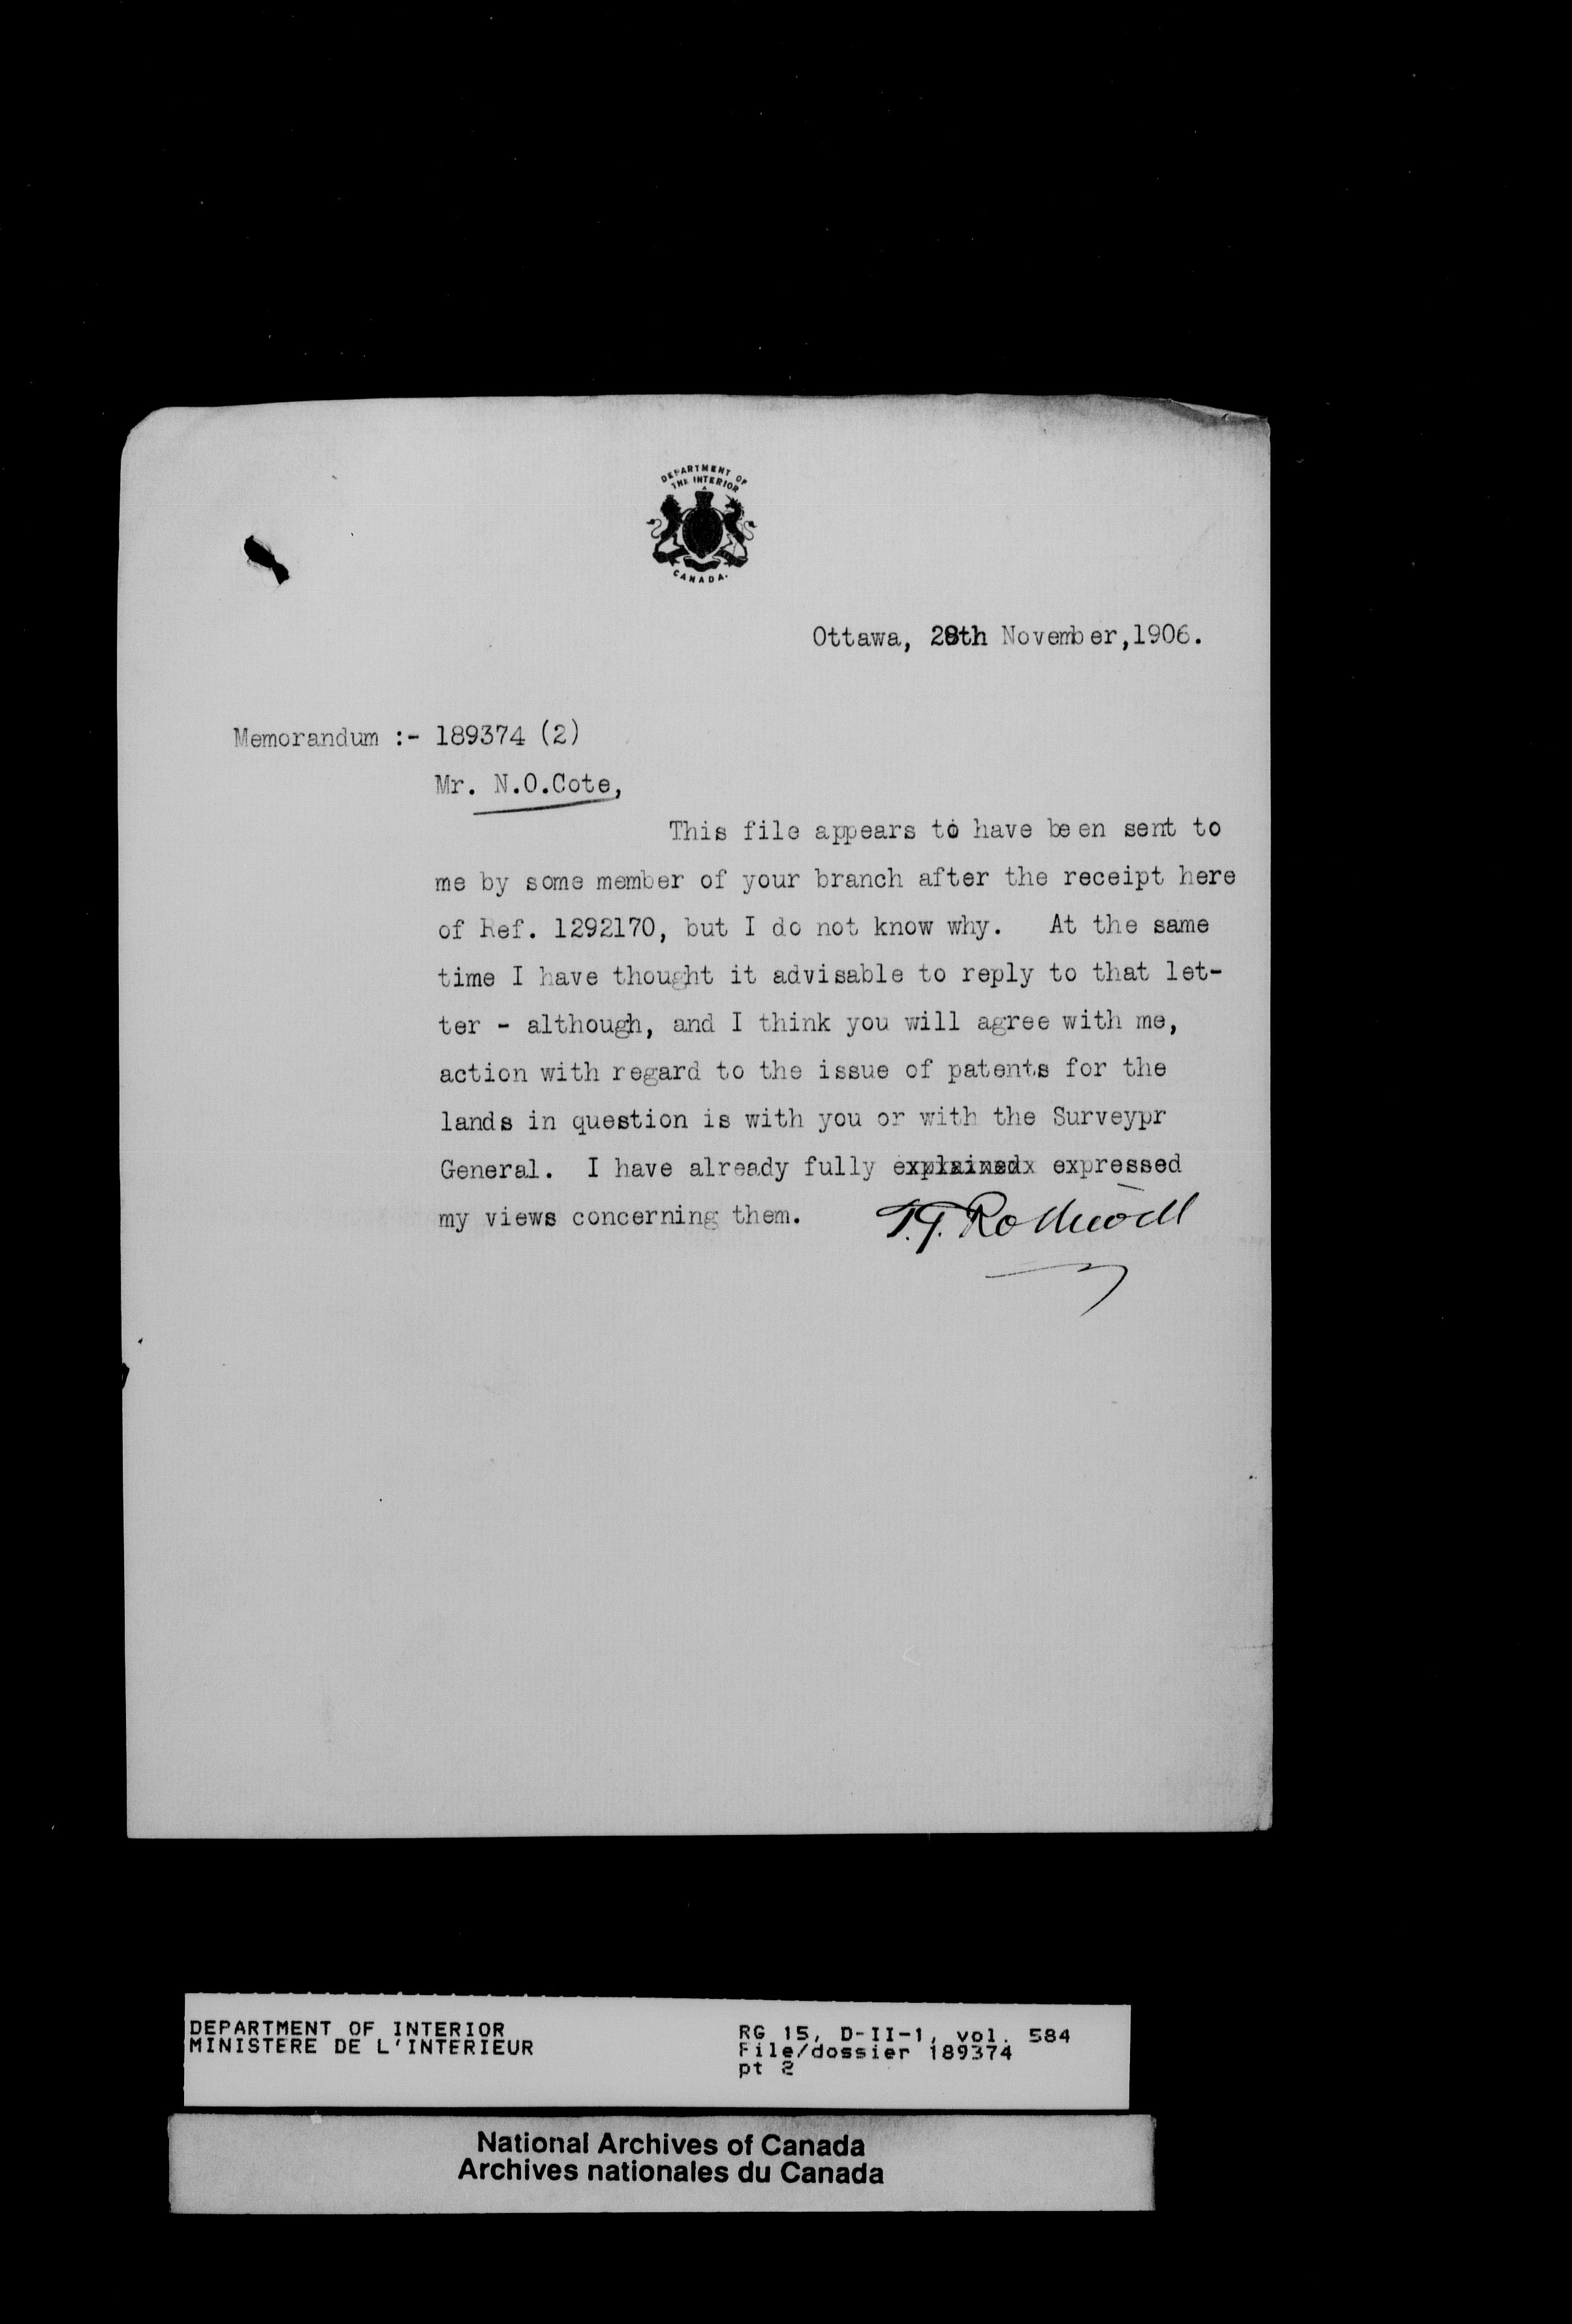 DEPARTMENT OF
THE INTERIOR
CANADA.
Ottawa, 28th November,1906.
Memorandum :- 189374 (2)
Mr. N.O.Cote,
This file appears to have been sent to
me by some member of your branch after the receipt here
of Ref. 1292170, but I do not know why. At the same
time I have thought it advisable to reply to that let-
ter - although, and I think you will agree with me,
action with regard to the issue of patents for the
lands in question is with you or with the Surveypr
General. I have already fully explainedx expressed
my views concerning them. T.G. Rothwell
DEPARTMENT OF INTERIOR
MINISTERE DE L'INTERIEUR
RG 15, D-II-1, vol. 584
File/dossier 189374
pt 2
National Archives of Canada
Archives nationales du Canada